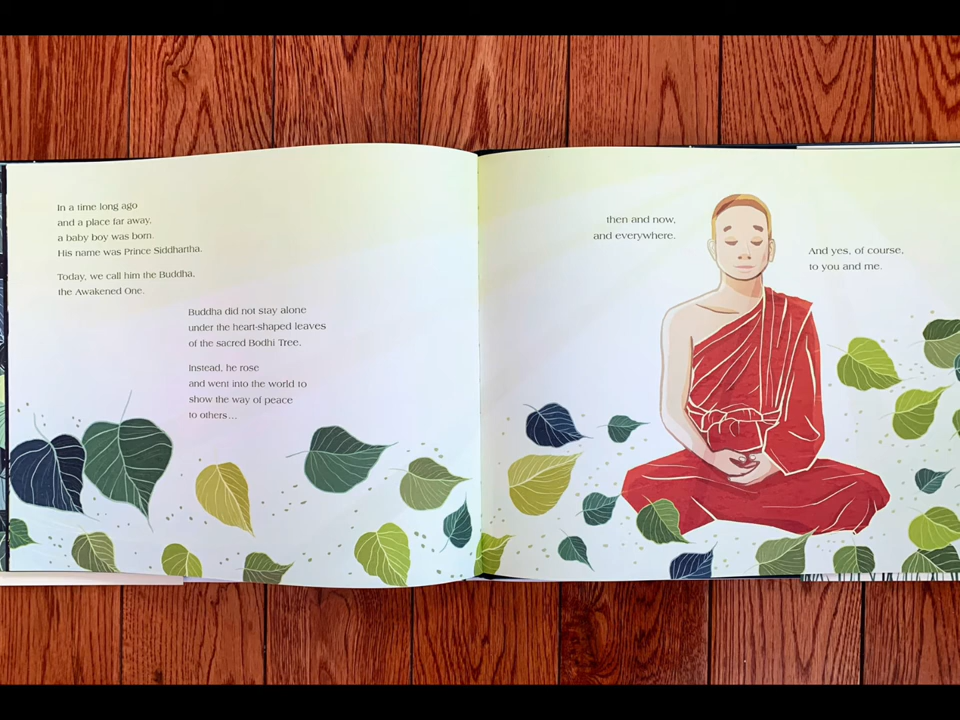 In a time long ago
and a place far away,
a baby boy was born.
His name was Prince Siddhartha.
Today, we call him the Buddha,
the Awakened One.
Buddha did not stay alone
under the heart-shaped leaves
of the sacred Bodhi Tree.
Instead, he rose
and went into the world to
show the way of peace
to others…
then and now,
and everywhere.
And yes, of course,
to you and me.